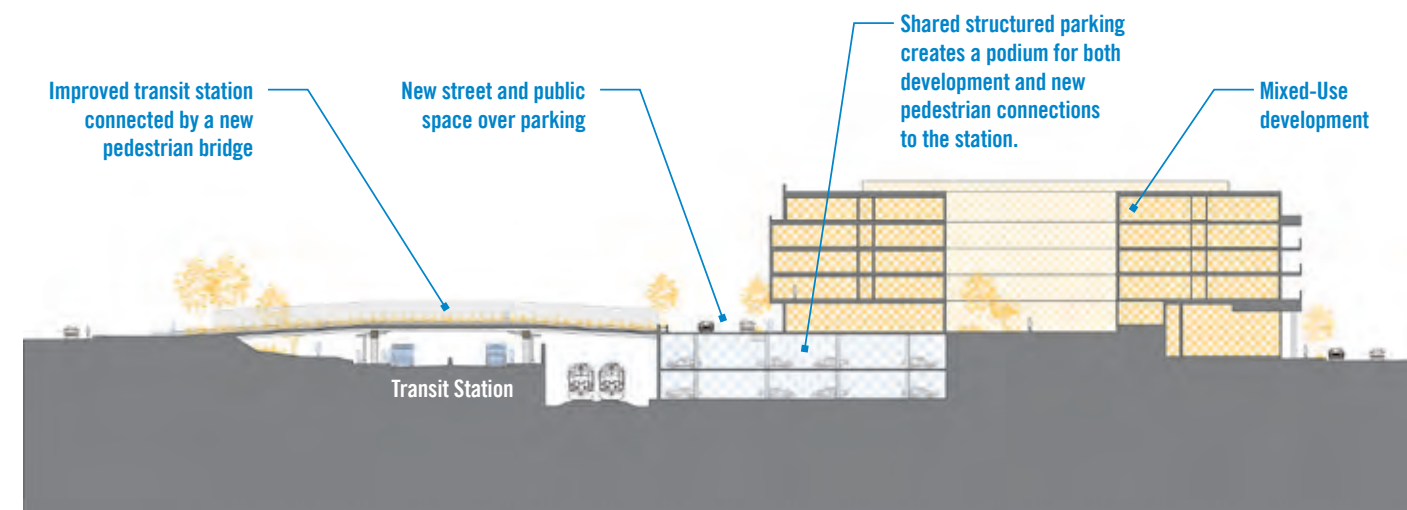 Improved transit station
connected by a new
pedestrian bridge
New street and public
space over parking
Shared structured parking
creates a podium for both
development and new
pedestrian connections
to the station.
Mixed-Use
development
Transit Station